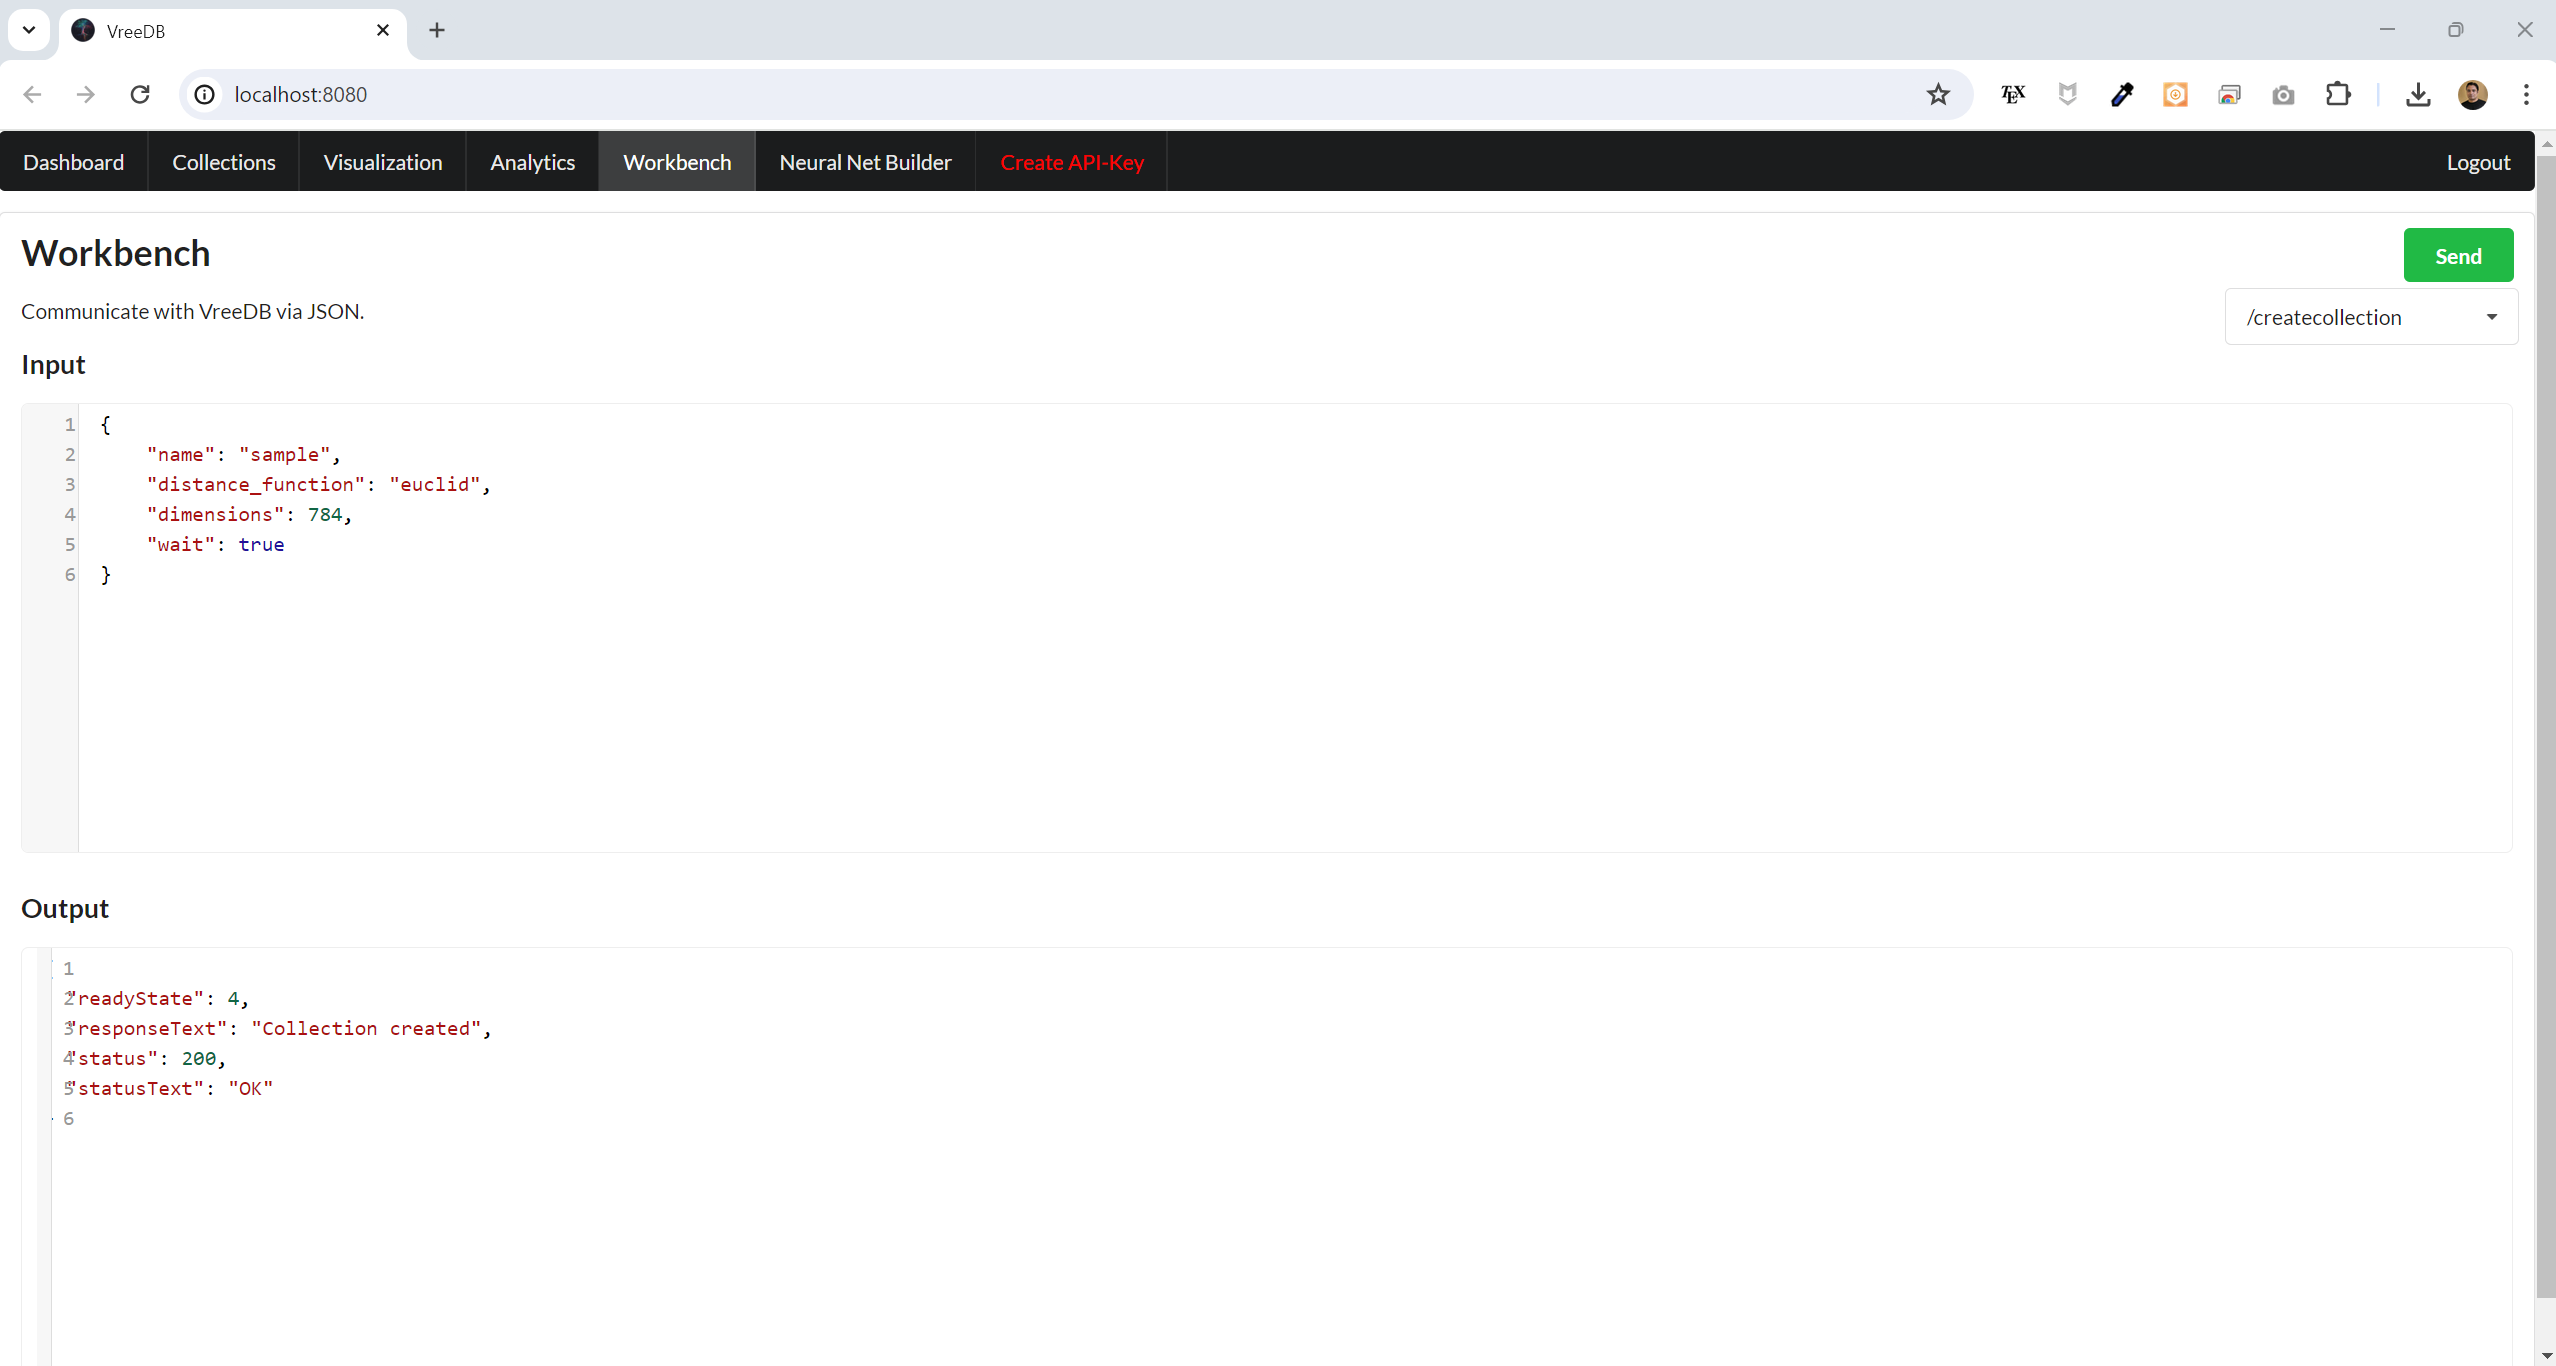 VreeDB
localhost:8080
Dashboard
Collections
Visualization
Analytics
Workbench
Neural Net Builder
Create API-Key
Logout
Workbench
Send
Communicate with VreeDB via JSON.
/createcollection
Input
1 {
2 "name": "sample",
3 "distance_function": "euclid",
4 "dimensions": 784,
5 "wait": true
6 }
Output
1
2 "readyState": 4,
3 "responseText": "Collection created",
4 "status": 200,
5 "statusText": "OK"
6